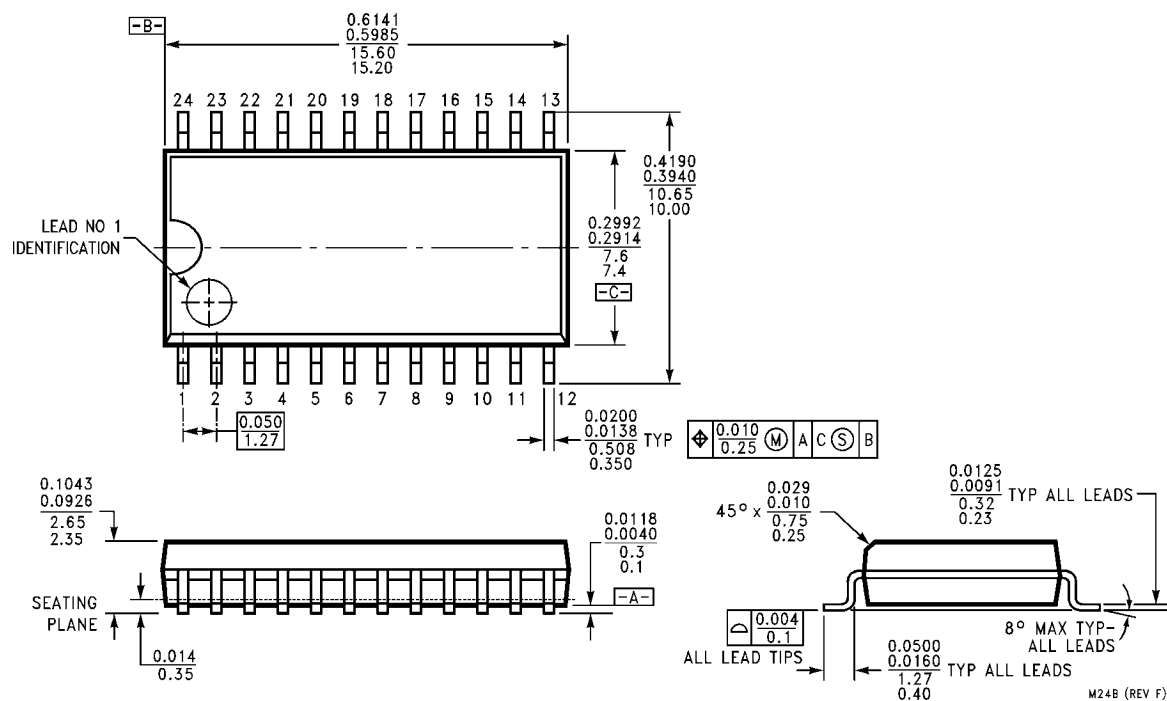 -B-
0.6141
0.5985
15.60
15.20
24 23 22 21 20 19 18 17 16 15 14 13
0.4190
0.3940
10.65
10.00
LEAD NO 1
IDENTIFICATION
0.2992
0.2914
7.6
7.4
-C-
1 2 3 4 5 6 7 8 9 10 11 12
0.050
1.27
0.0200
0.0138
0.508
0.350
TYP
⌖ 0.010 Ⓜ A C Ⓢ B
0.25
0.1043
0.0926
2.65
2.35
0.0118
0.0040
0.3
0.1
-A-
SEATING
PLANE
0.014
0.35
45° x
0.029
0.010
0.75
0.25
0.0125
0.0091
0.32
0.23
TYP ALL LEADS
⌓ 0.004
0.1
ALL LEAD TIPS
0.0500
0.0160
1.27
0.40
TYP ALL LEADS
8° MAX TYP-
ALL LEADS
M24B (REV F)